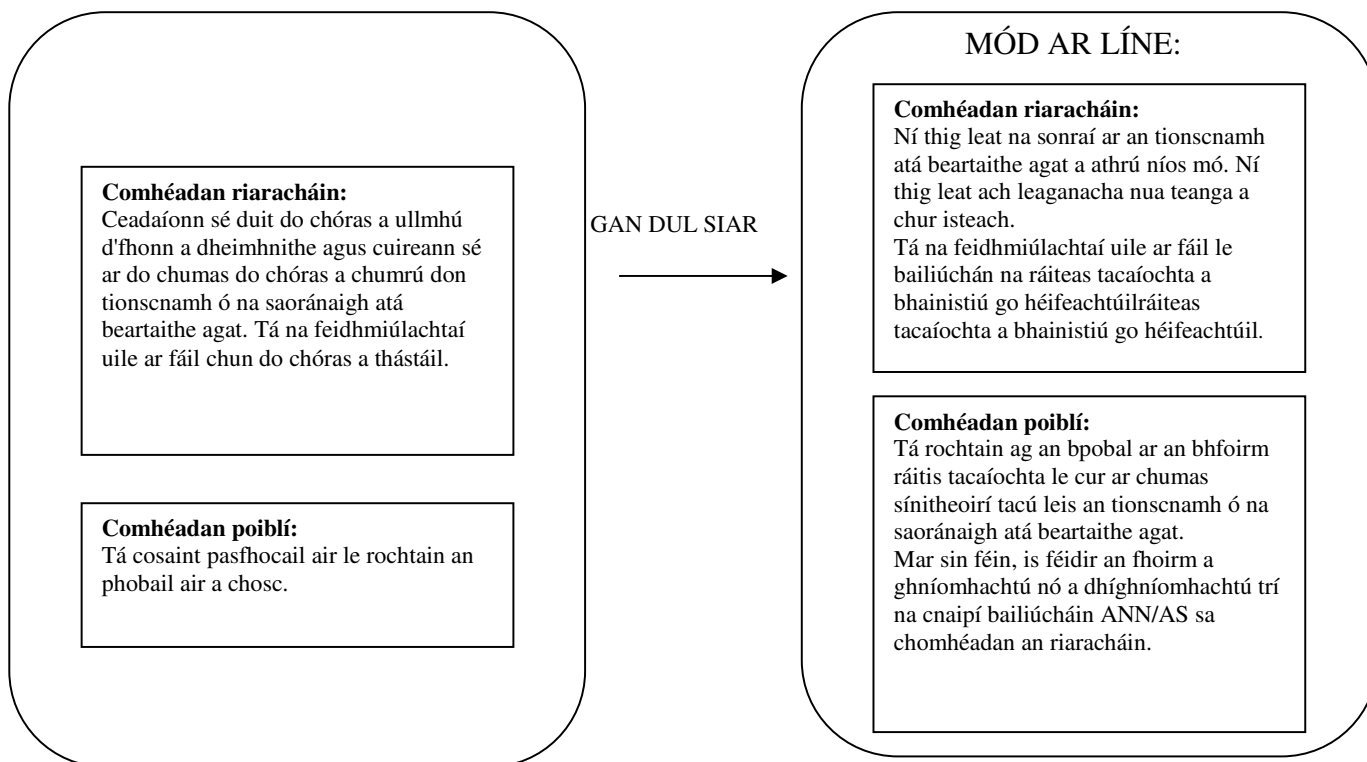 Comhéadan riaracháin:
Ceadaíonn sé duit do chóras a ullmhú
d'fhonn a dheimhnithe agus cuireann sé
ar do chumas do chóras a chumrú don
tionscnamh ó na saoránaigh atá
beartaithe agat. Tá na feidhmiúlachtaí
uile ar fáil chun do chóras a thástáil.
Comhéadan poiblí:
Tá cosaint pasfhocail air le rochtain an
phobail air a chosc.
GAN DUL SIAR
MÓD AR LÍNE:
Comhéadan riaracháin:
Ní thig leat na sonraí ar an tionscnamh
atá beartaithe agat a athrú níos mó. Ní
thig leat ach leaganacha nua teanga a
chur isteach.
Tá na feidhmiúlachtaí uile ar fáil le
bailiúchán na ráiteas tacaíochta a
bhainistiú go héifeachtúilráiteas
tacaíochta a bhainistiú go héifeachtúil.
Comhéadan poiblí:
Tá rochtain ag an bpobal ar an bhfoirm
ráitis tacaíochta le cur ar chumas
sínitheoirí tacú leis an tionscnamh ó na
saoránaigh atá beartaithe agat.
Mar sin féin, is féidir an fhoirm a
ghníomhachtú nó a dhíghníomhachtú trí
na cnaipí bailiúcháin ANN/AS sa
chomhéadan an riaracháin.